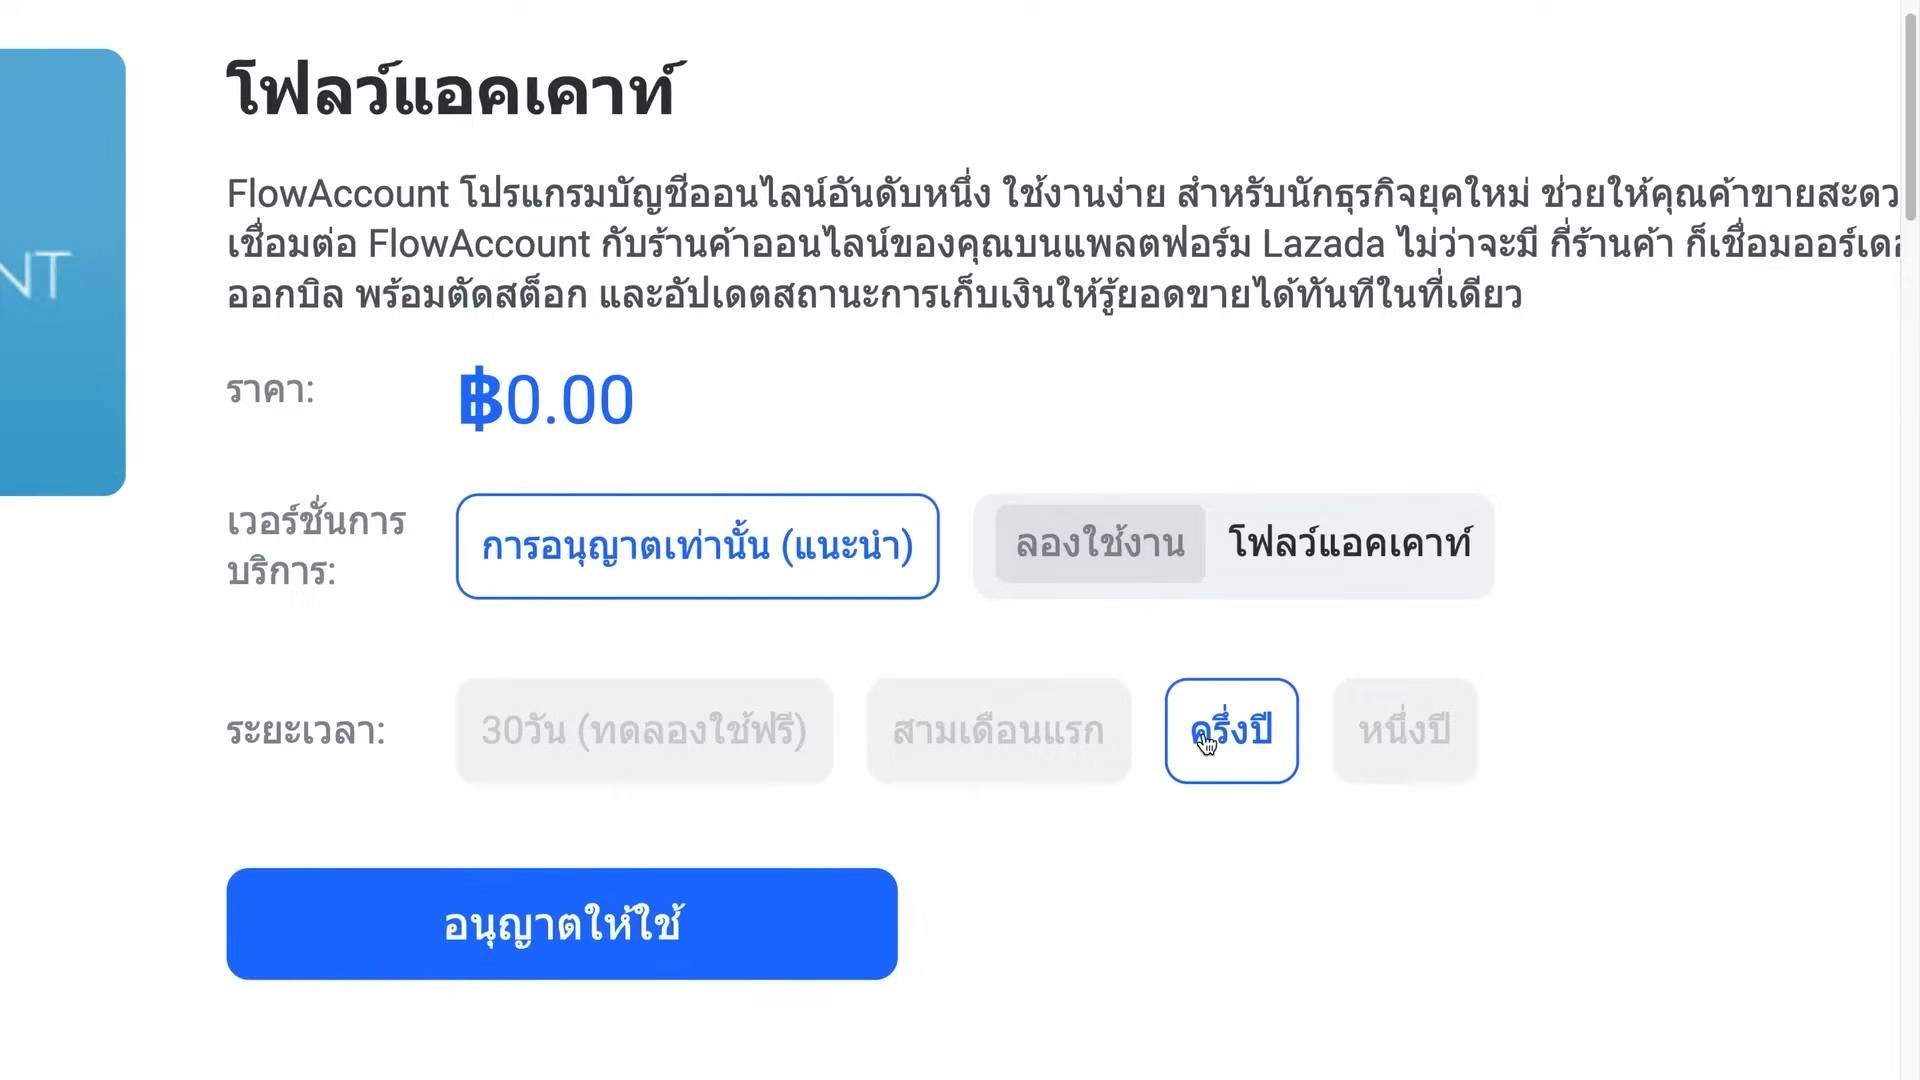 โฟลว์แอคเคาท์
FlowAccount โปรแกรมบัญชีออนไลน์อันดับหนึ่ง ใช้งานง่าย สำหรับนักธุรกิจยุคใหม่ ช่วยให้คุณค้าขายสะดว
เชื่อมต่อ FlowAccount กับร้านค้าออนไลน์ของคุณบนแพลตฟอร์ม Lazada ไม่ว่าจะมี กี่ร้านค้า ก็เชื่อมออร์เดอ
ออกบิล พร้อมตัดสต็อก และอัปเดตสถานะการเก็บเงินให้รู้ยอดขายได้ทันทีในที่เดียว
NT
ราคา: ฿0.00
เวอร์ชั่นการ
บริการ:
การอนุญาตเท่านั้น (แนะนำ) ลองใช้งาน โฟลว์แอคเคาท์
ระยะเวลา: 30วัน (ทดลองใช้ฟรี) สามเดือนแรก ครึ่งปี หนึ่งปี
อนุญาตให้ใช้